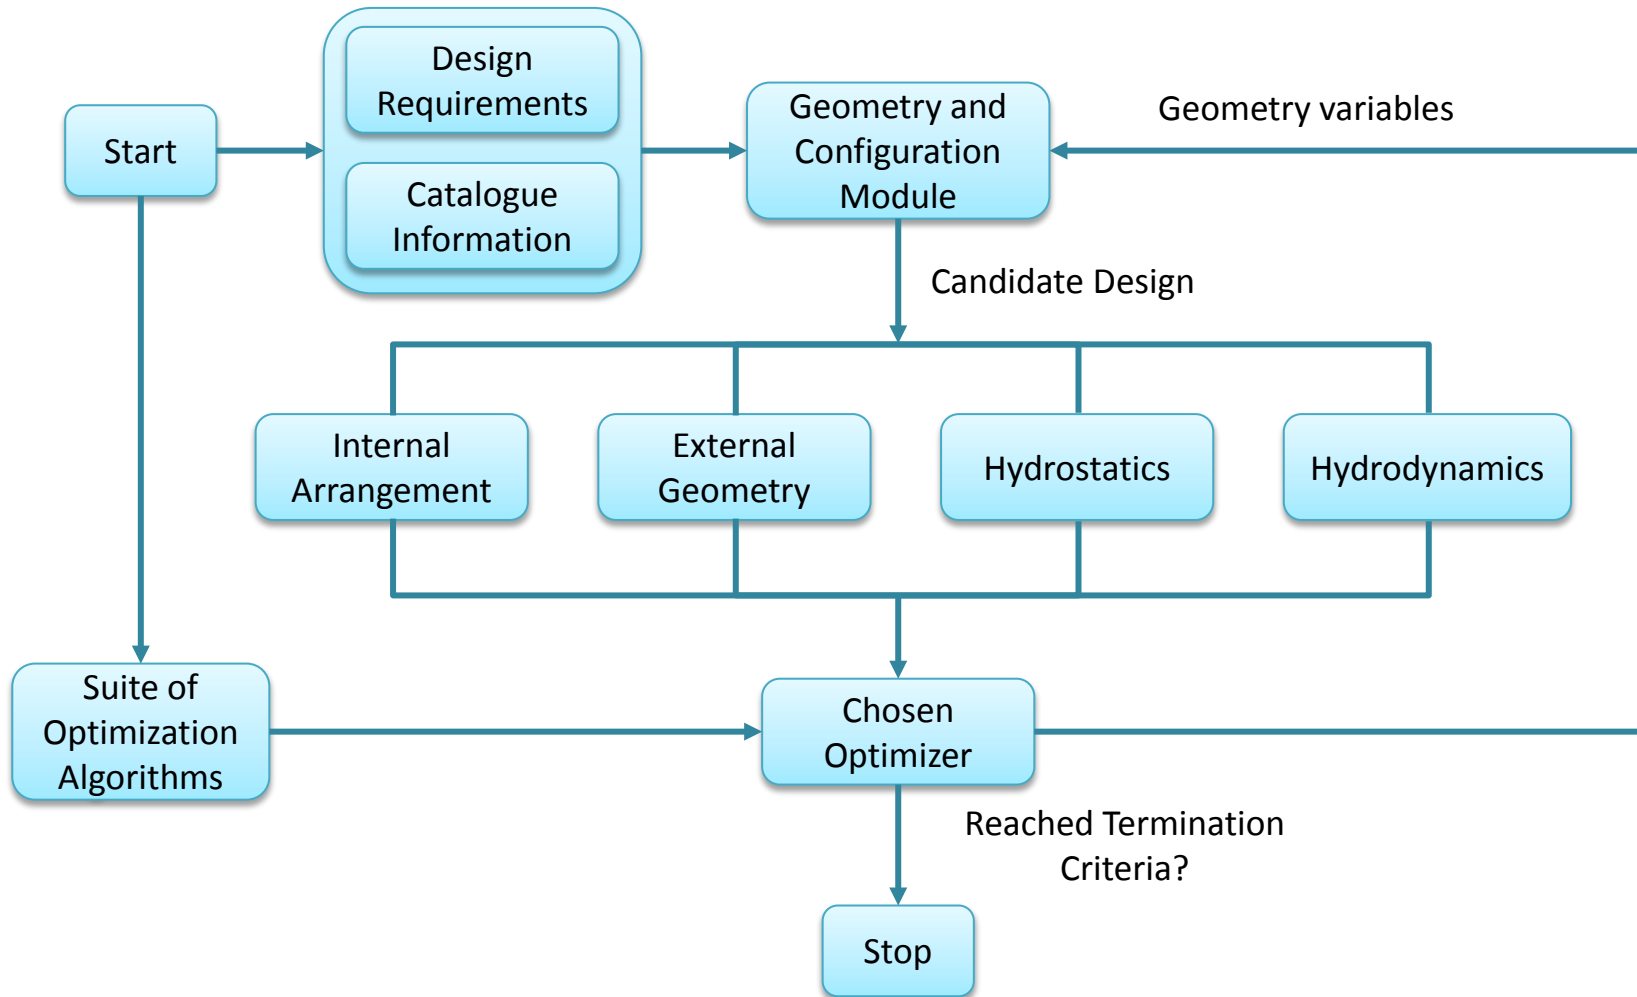 Start
Design
Requirements
Catalogue
Information
Geometry and
Configuration
Module
Geometry variables
Candidate Design
Internal
Arrangement
External
Geometry
Hydrostatics
Hydrodynamics
Suite of
Optimization
Algorithms
Chosen
Optimizer
Reached Termination
Criteria?
Stop